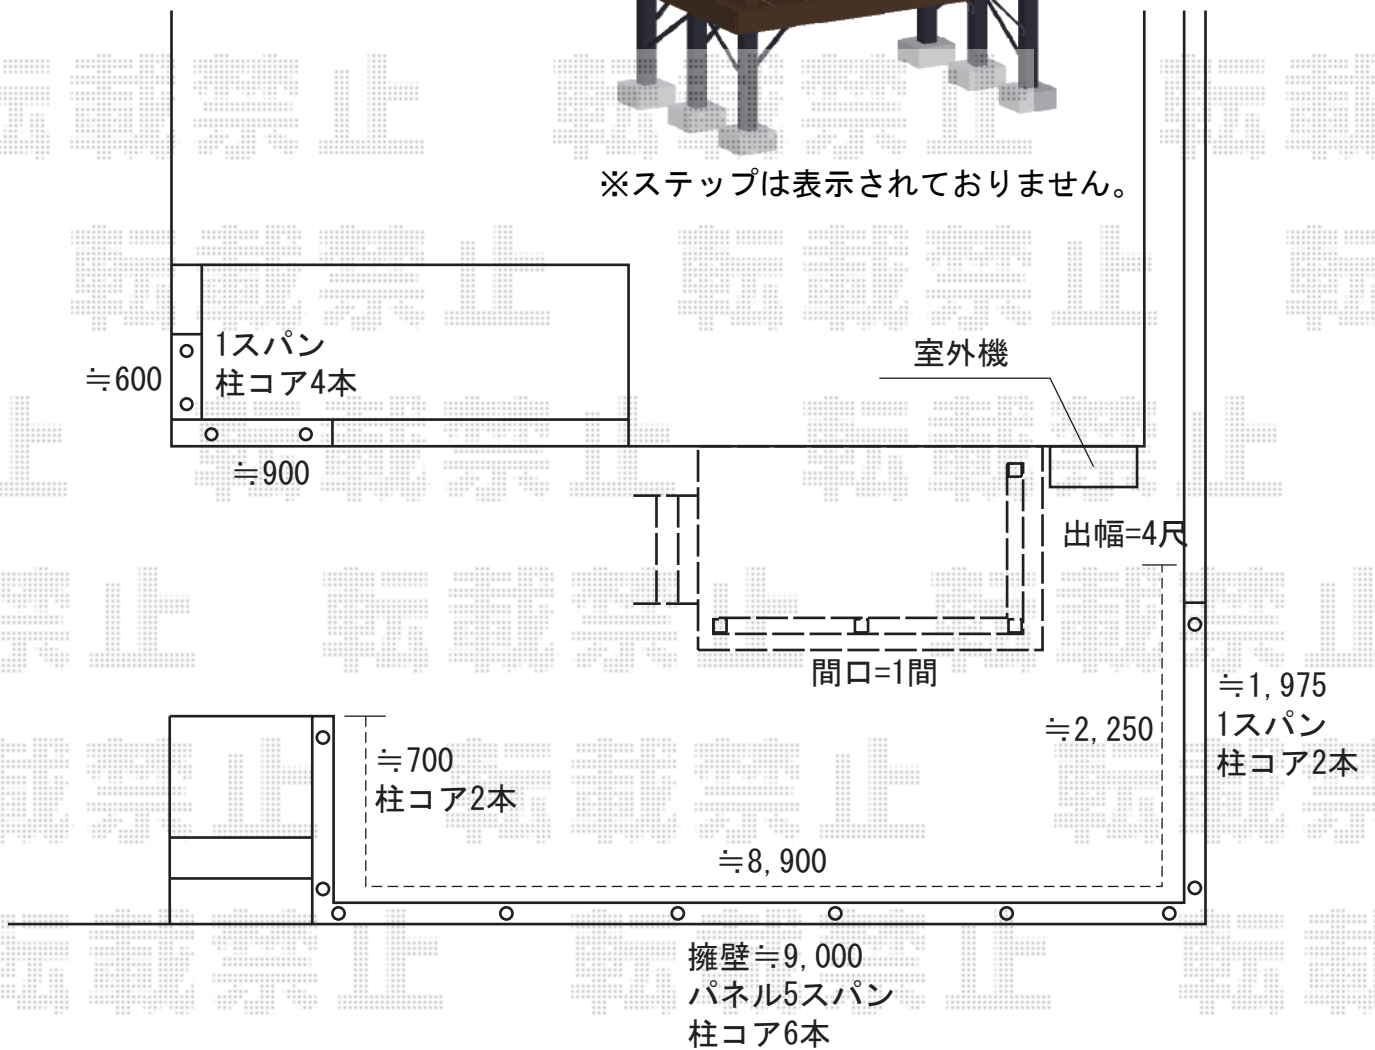 ※ステップは表示されておりません。
1スパン
柱コア4本
≒600
≒900
室外機
出幅=4尺
間口=1間
≒1,975
1スパン
柱コア2本
≒2,250
≒700
柱コア2本
≒8,900
擁壁≒9,000
パネル5スパン
柱コア6本
転載禁止